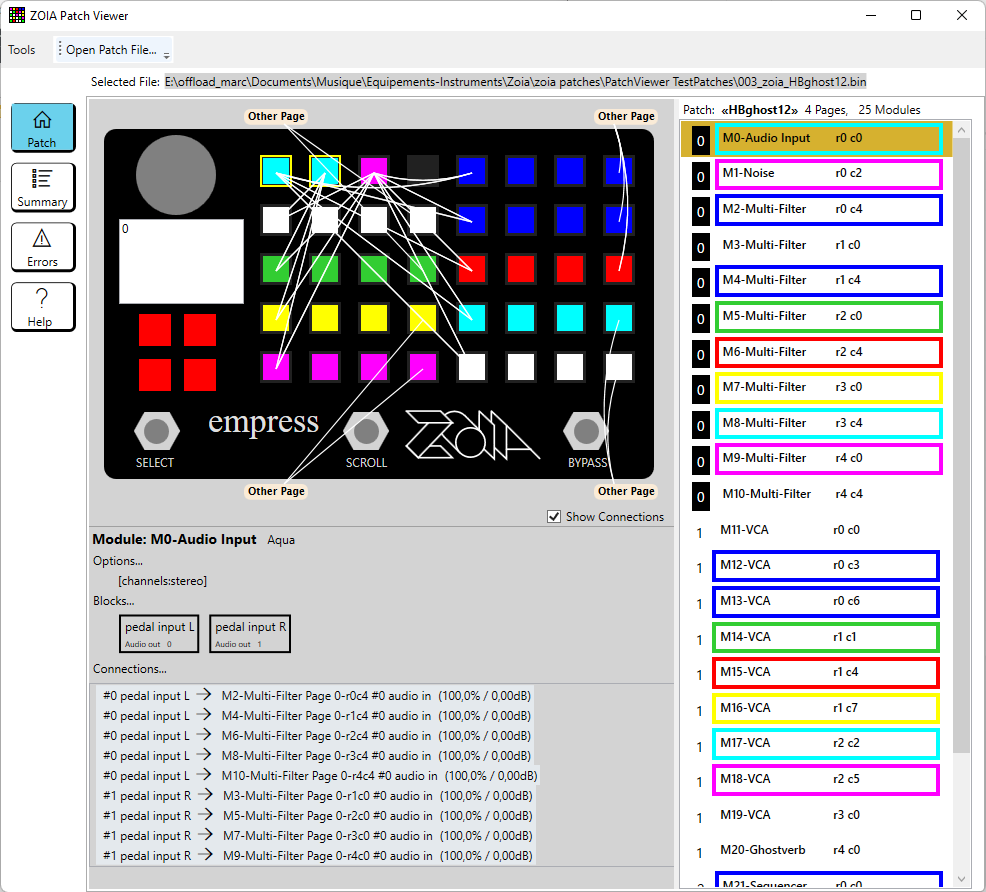 ZOIA Patch Viewer
Tools
Open Patch File...
Selected File: E:\offload_marc\Documents\Musique\Equipements-Instruments\Zoia\zoia patches\PatchViewer TestPatches\003_zoia_HBghost12.bin
Patch
Summary
Errors
?
Help
Other Page
Other Page
0
empress
ZOIA
SELECT
SCROLL
BYPASS
Other Page
Other Page
Show Connections
Module: M0-Audio Input Aqua
Options...
[channels:stereo]
Blocks...
pedal input L
Audio out 0
pedal input R
Audio out 1
Connections...
#0 pedal input L → M2-Multi-Filter Page 0-r0c4 #0 audio in (100,0% / 0,00dB)
#0 pedal input L → M4-Multi-Filter Page 0-r1c4 #0 audio in (100,0% / 0,00dB)
#0 pedal input L → M6-Multi-Filter Page 0-r2c4 #0 audio in (100,0% / 0,00dB)
#0 pedal input L → M8-Multi-Filter Page 0-r3c4 #0 audio in (100,0% / 0,00dB)
#0 pedal input L → M10-Multi-Filter Page 0-r4c4 #0 audio in (100,0% / 0,00dB)
#1 pedal input R → M3-Multi-Filter Page 0-r1c0 #0 audio in (100,0% / 0,00dB)
#1 pedal input R → M5-Multi-Filter Page 0-r2c0 #0 audio in (100,0% / 0,00dB)
#1 pedal input R → M7-Multi-Filter Page 0-r3c0 #0 audio in (100,0% / 0,00dB)
#1 pedal input R → M9-Multi-Filter Page 0-r4c0 #0 audio in (100,0% / 0,00dB)
Patch: «HBghost12» 4 Pages, 25 Modules
0 M0-Audio Input r0 c0
0 M1-Noise r0 c2
0 M2-Multi-Filter r0 c4
0 M3-Multi-Filter r1 c0
0 M4-Multi-Filter r1 c4
0 M5-Multi-Filter r2 c0
0 M6-Multi-Filter r2 c4
0 M7-Multi-Filter r3 c0
0 M8-Multi-Filter r3 c4
0 M9-Multi-Filter r4 c0
0 M10-Multi-Filter r4 c4
1 M11-VCA r0 c0
1 M12-VCA r0 c3
1 M13-VCA r0 c6
1 M14-VCA r1 c1
1 M15-VCA r1 c4
1 M16-VCA r1 c7
1 M17-VCA r2 c2
1 M18-VCA r2 c5
1 M19-VCA r3 c0
1 M20-Ghostverb r4 c0
M21-Sequencer r0 c0